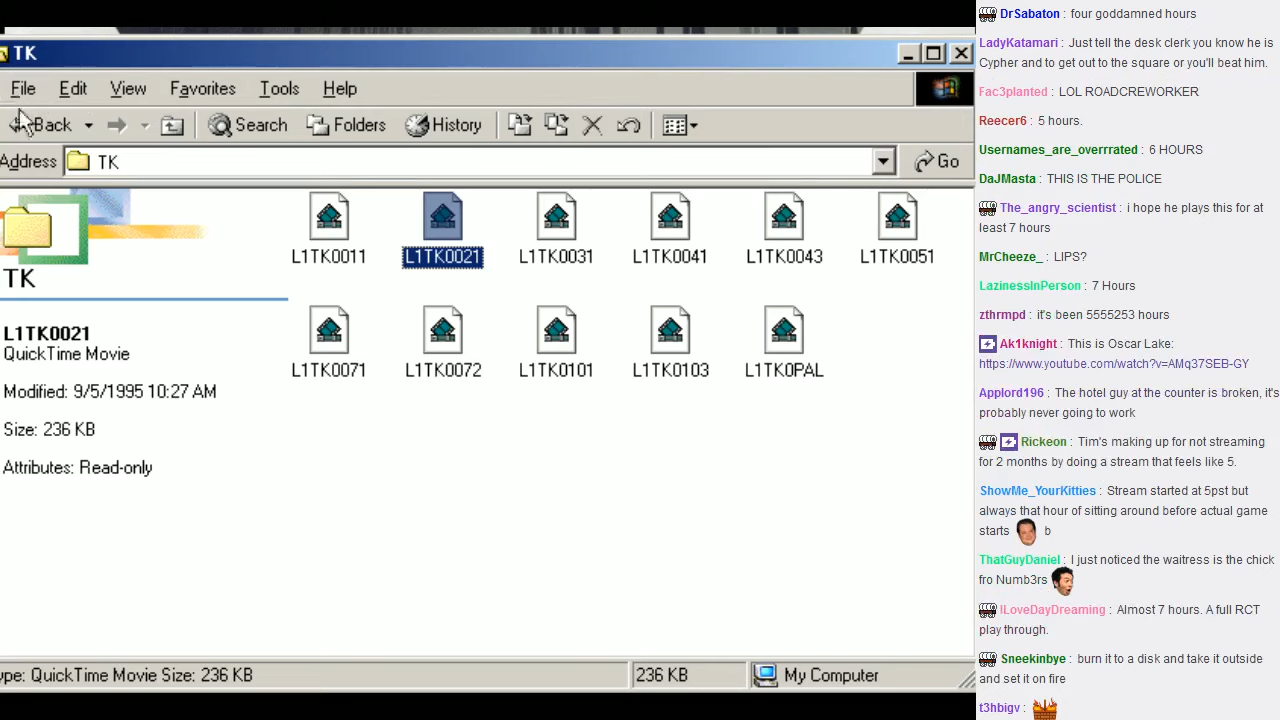 TK
File Edit View Favorites Tools Help
Back Search Folders History
Address TK Go
L1TK0011 L1TK0021 L1TK0031 L1TK0041 L1TK0043 L1TK0051
L1TK0071 L1TK0072 L1TK0101 L1TK0103 L1TK0PAL
TK
L1TK0021
QuickTime Movie
Modified: 9/5/1995 10:27 AM
Size: 236 KB
Attributes: Read-only
ype: QuickTime Movie Size: 236 KB 236 KB My Computer
DrSabaton : four goddamned hours
LadyKatamari : Just tell the desk clerk you know he is
Cypher and to get out to the square or you'll beat him.
Fac3planted : LOL ROADCREWORKER
Reecer6 : 5 hours.
Usernames_are_overrrated : 6 HOURS
DaJMasta : THIS IS THE POLICE
The_angry_scientist : i hope he plays this for at
least 7 hours
MrCheeze_ : LIPS?
LazinessInPerson : 7 Hours
zthrmpd : it's been 5555253 hours
Ak1knight : This is Oscar Lake:
https://www.youtube.com/watch?v=AMq37SEB-GY
Applord196 : The hotel guy at the counter is broken, it's
probably never going to work
Rickeon : Tim's making up for not streaming
for 2 months by doing a stream that feels like 5.
ShowMe_YourKitties : Stream started at 5pst but
always that hour of sitting around before actual game
starts b
ThatGuyDaniel : I just noticed the waitress is the chick
fro Numb3rs
ILoveDayDreaming : Almost 7 hours. A full RCT
play through.
Sneekinbye : burn it to a disk and take it outside
and set it on fire
t3hbigv :